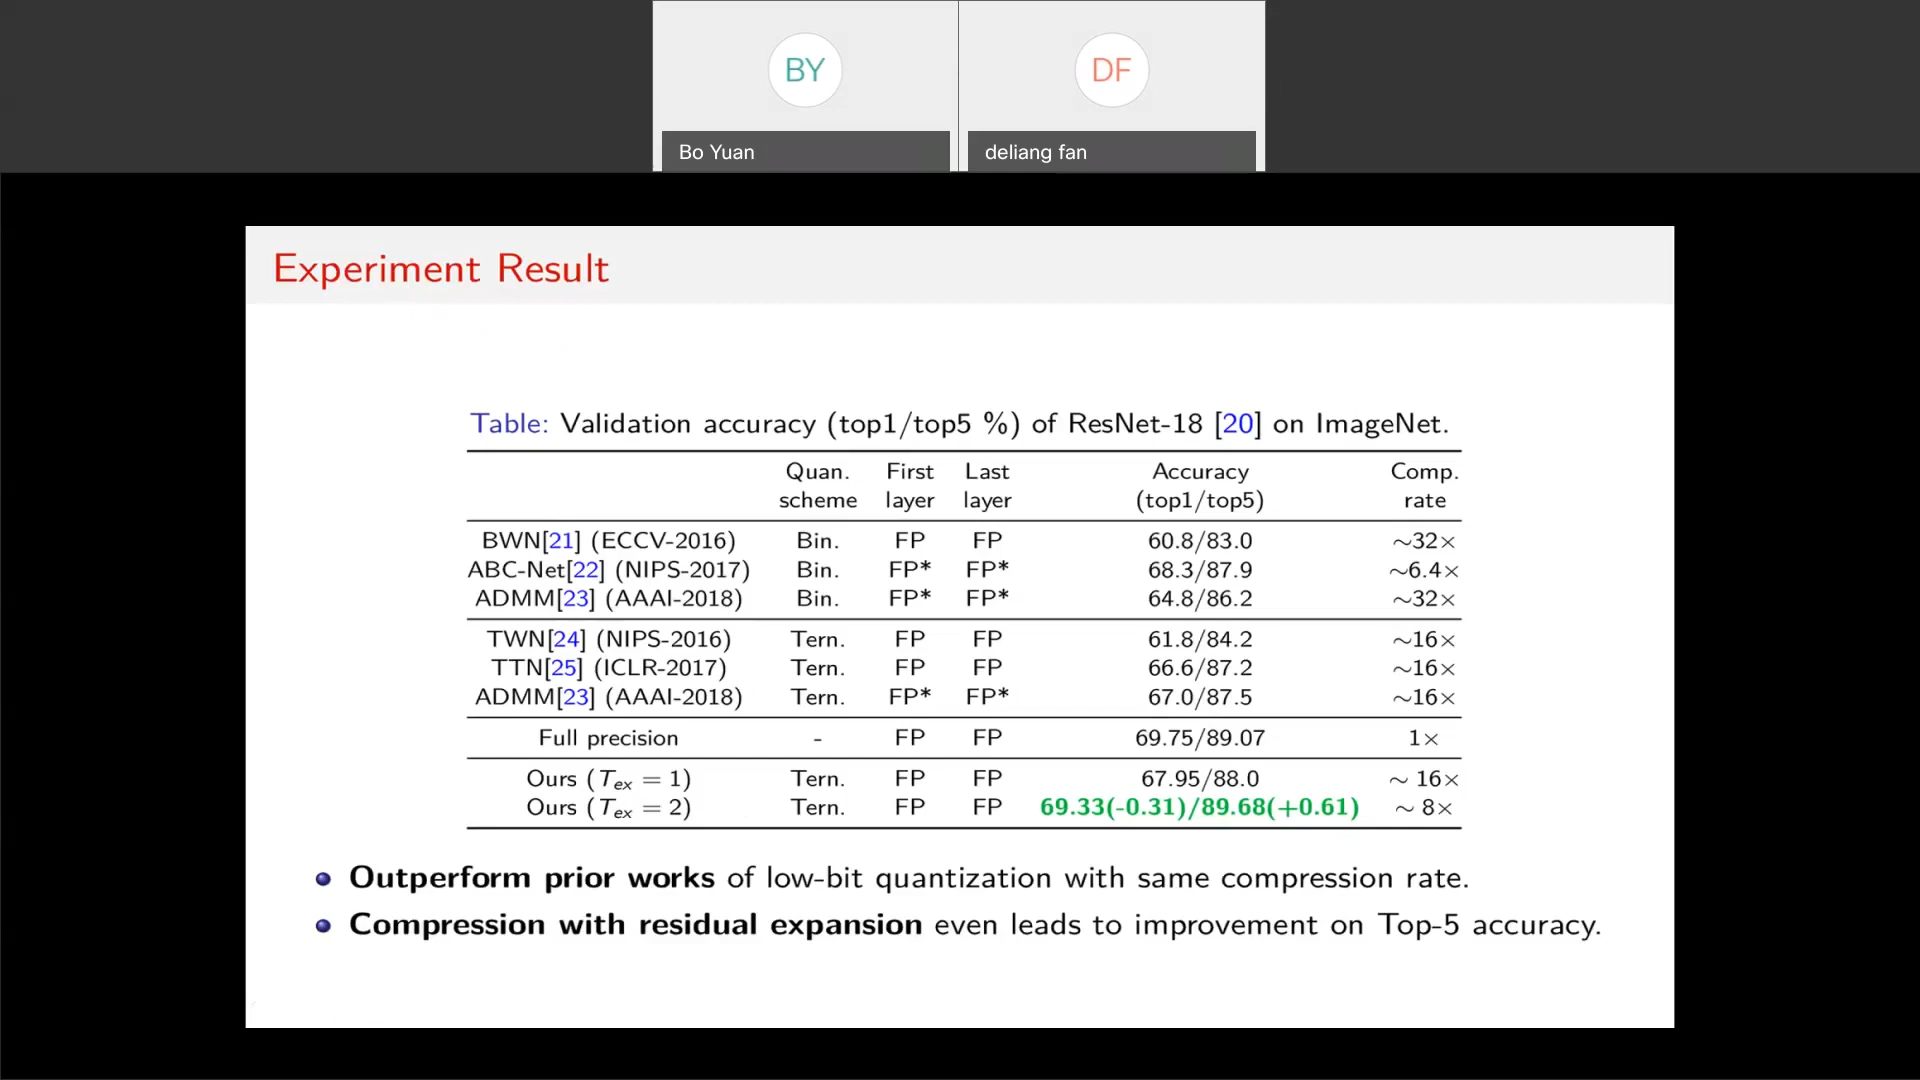 BY
DF
Bo Yuan
deliang fan
Experiment Result
Table: Validation accuracy (top1/top5 %) of ResNet-18 [20] on ImageNet.
Quan. First Last Accuracy Comp.
scheme layer layer (top1/top5) rate
BWN[21] (ECCV-2016) Bin. FP FP 60.8/83.0 ∼32×
ABC-Net[22] (NIPS-2017) Bin. FP* FP* 68.3/87.9 ∼6.4×
ADMM[23] (AAAI-2018) Bin. FP* FP* 64.8/86.2 ∼32×
TWN[24] (NIPS-2016) Tern. FP FP 61.8/84.2 ∼16×
TTN[25] (ICLR-2017) Tern. FP FP 66.6/87.2 ∼16×
ADMM[23] (AAAI-2018) Tern. FP* FP* 67.0/87.5 ∼16×
Full precision - FP FP 69.75/89.07 1×
Ours (Tex = 1) Tern. FP FP 67.95/88.0 ∼ 16×
Ours (Tex = 2) Tern. FP FP 69.33(-0.31)/89.68(+0.61) ∼ 8×
Outperform prior works of low-bit quantization with same compression rate.
Compression with residual expansion even leads to improvement on Top-5 accuracy.